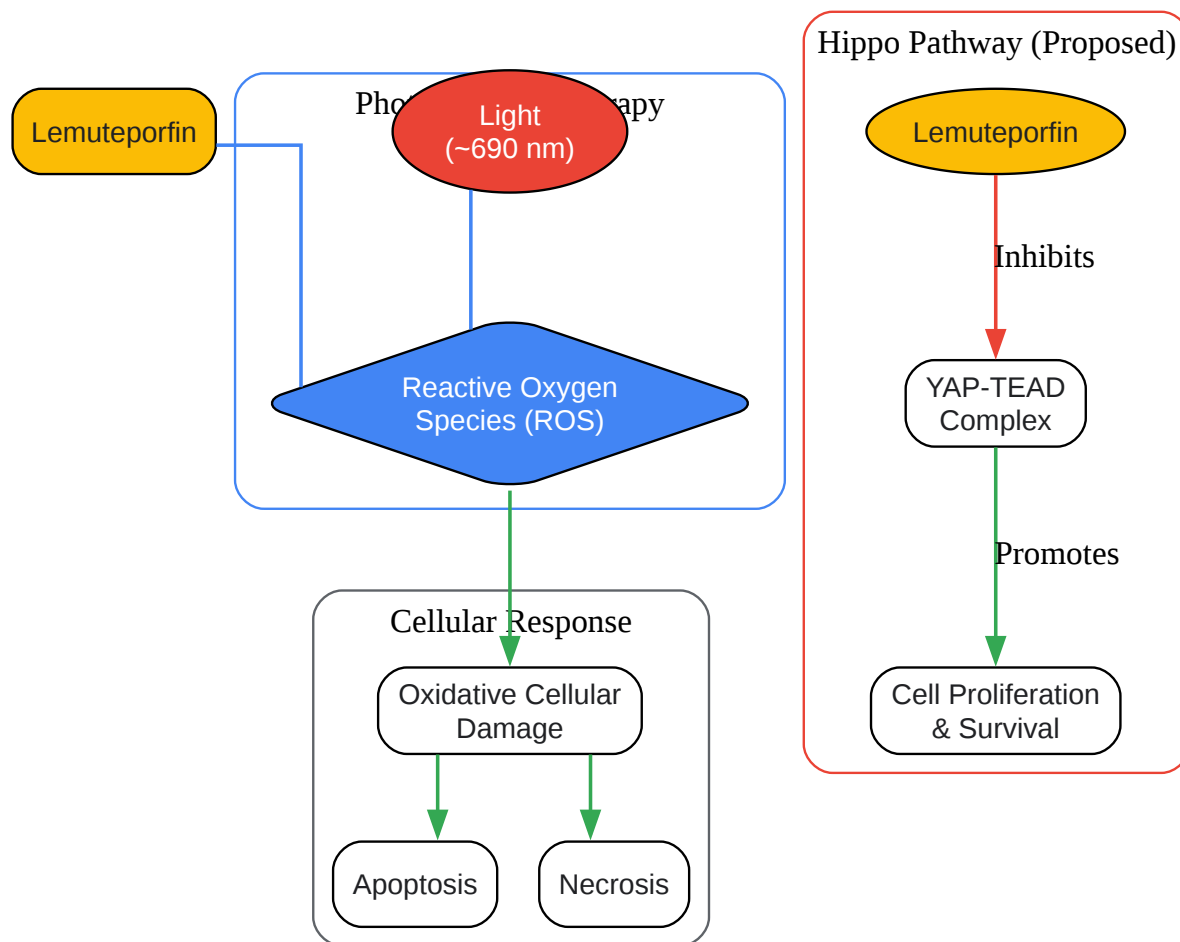 Hippo Pathway (Proposed)
Lemuteporfin
Light
(~690 nm)
Lemuteporfin
Inhibits
Reactive Oxygen
Species (ROS)
YAP-TEAD
Complex
Promotes
Cellular Response
Oxidative Cellular
Damage
Cell Proliferation
& Survival
Apoptosis
Necrosis